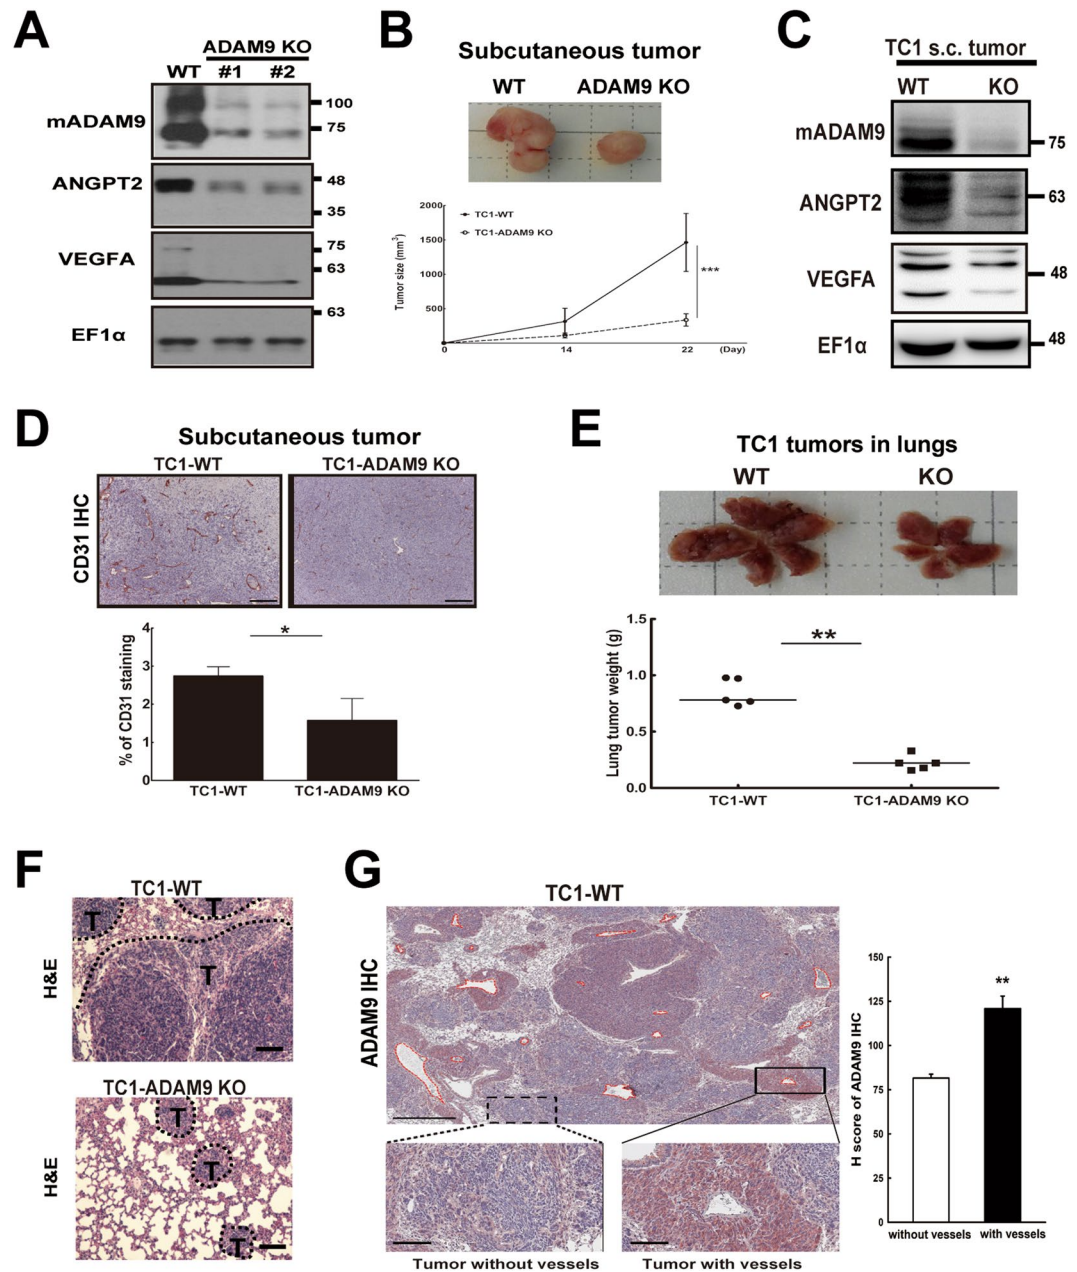 A
ADAM9 KO
WT #1 #2
mADAM9
100
75
ANGPT2
48
35
VEGFA
75
63
EF1α
63
B
Subcutaneous tumor
WT ADAM9 KO
Tumor size (mm³)
2000
1500
1000
500
TC1-WT
TC1-ADAM9 KO
***
0 14 22 (Day)
C
TC1 s.c. tumor
WT KO
mADAM9
75
ANGPT2
63
VEGFA
48
EF1α
48
D
Subcutaneous tumor
TC1-WT TC1-ADAM9 KO
CD31 IHC
% of CD31 staining
4
3
2
1
0
*
TC1-WT TC1-ADAM9 KO
E
TC1 tumors in lungs
WT KO
Lung tumor weight (g)
1.5
1.0
0.5
0.0
**
TC1-WT TC1-ADAM9 KO
F
TC1-WT
H&E
T T
T
TC1-ADAM9 KO
H&E
T
T
T
G
TC1-WT
ADAM9 IHC
Tumor without vessels Tumor with vessels
H score of ADAM9 IHC
150
125
100
75
50
25
0
**
without vessels with vessels